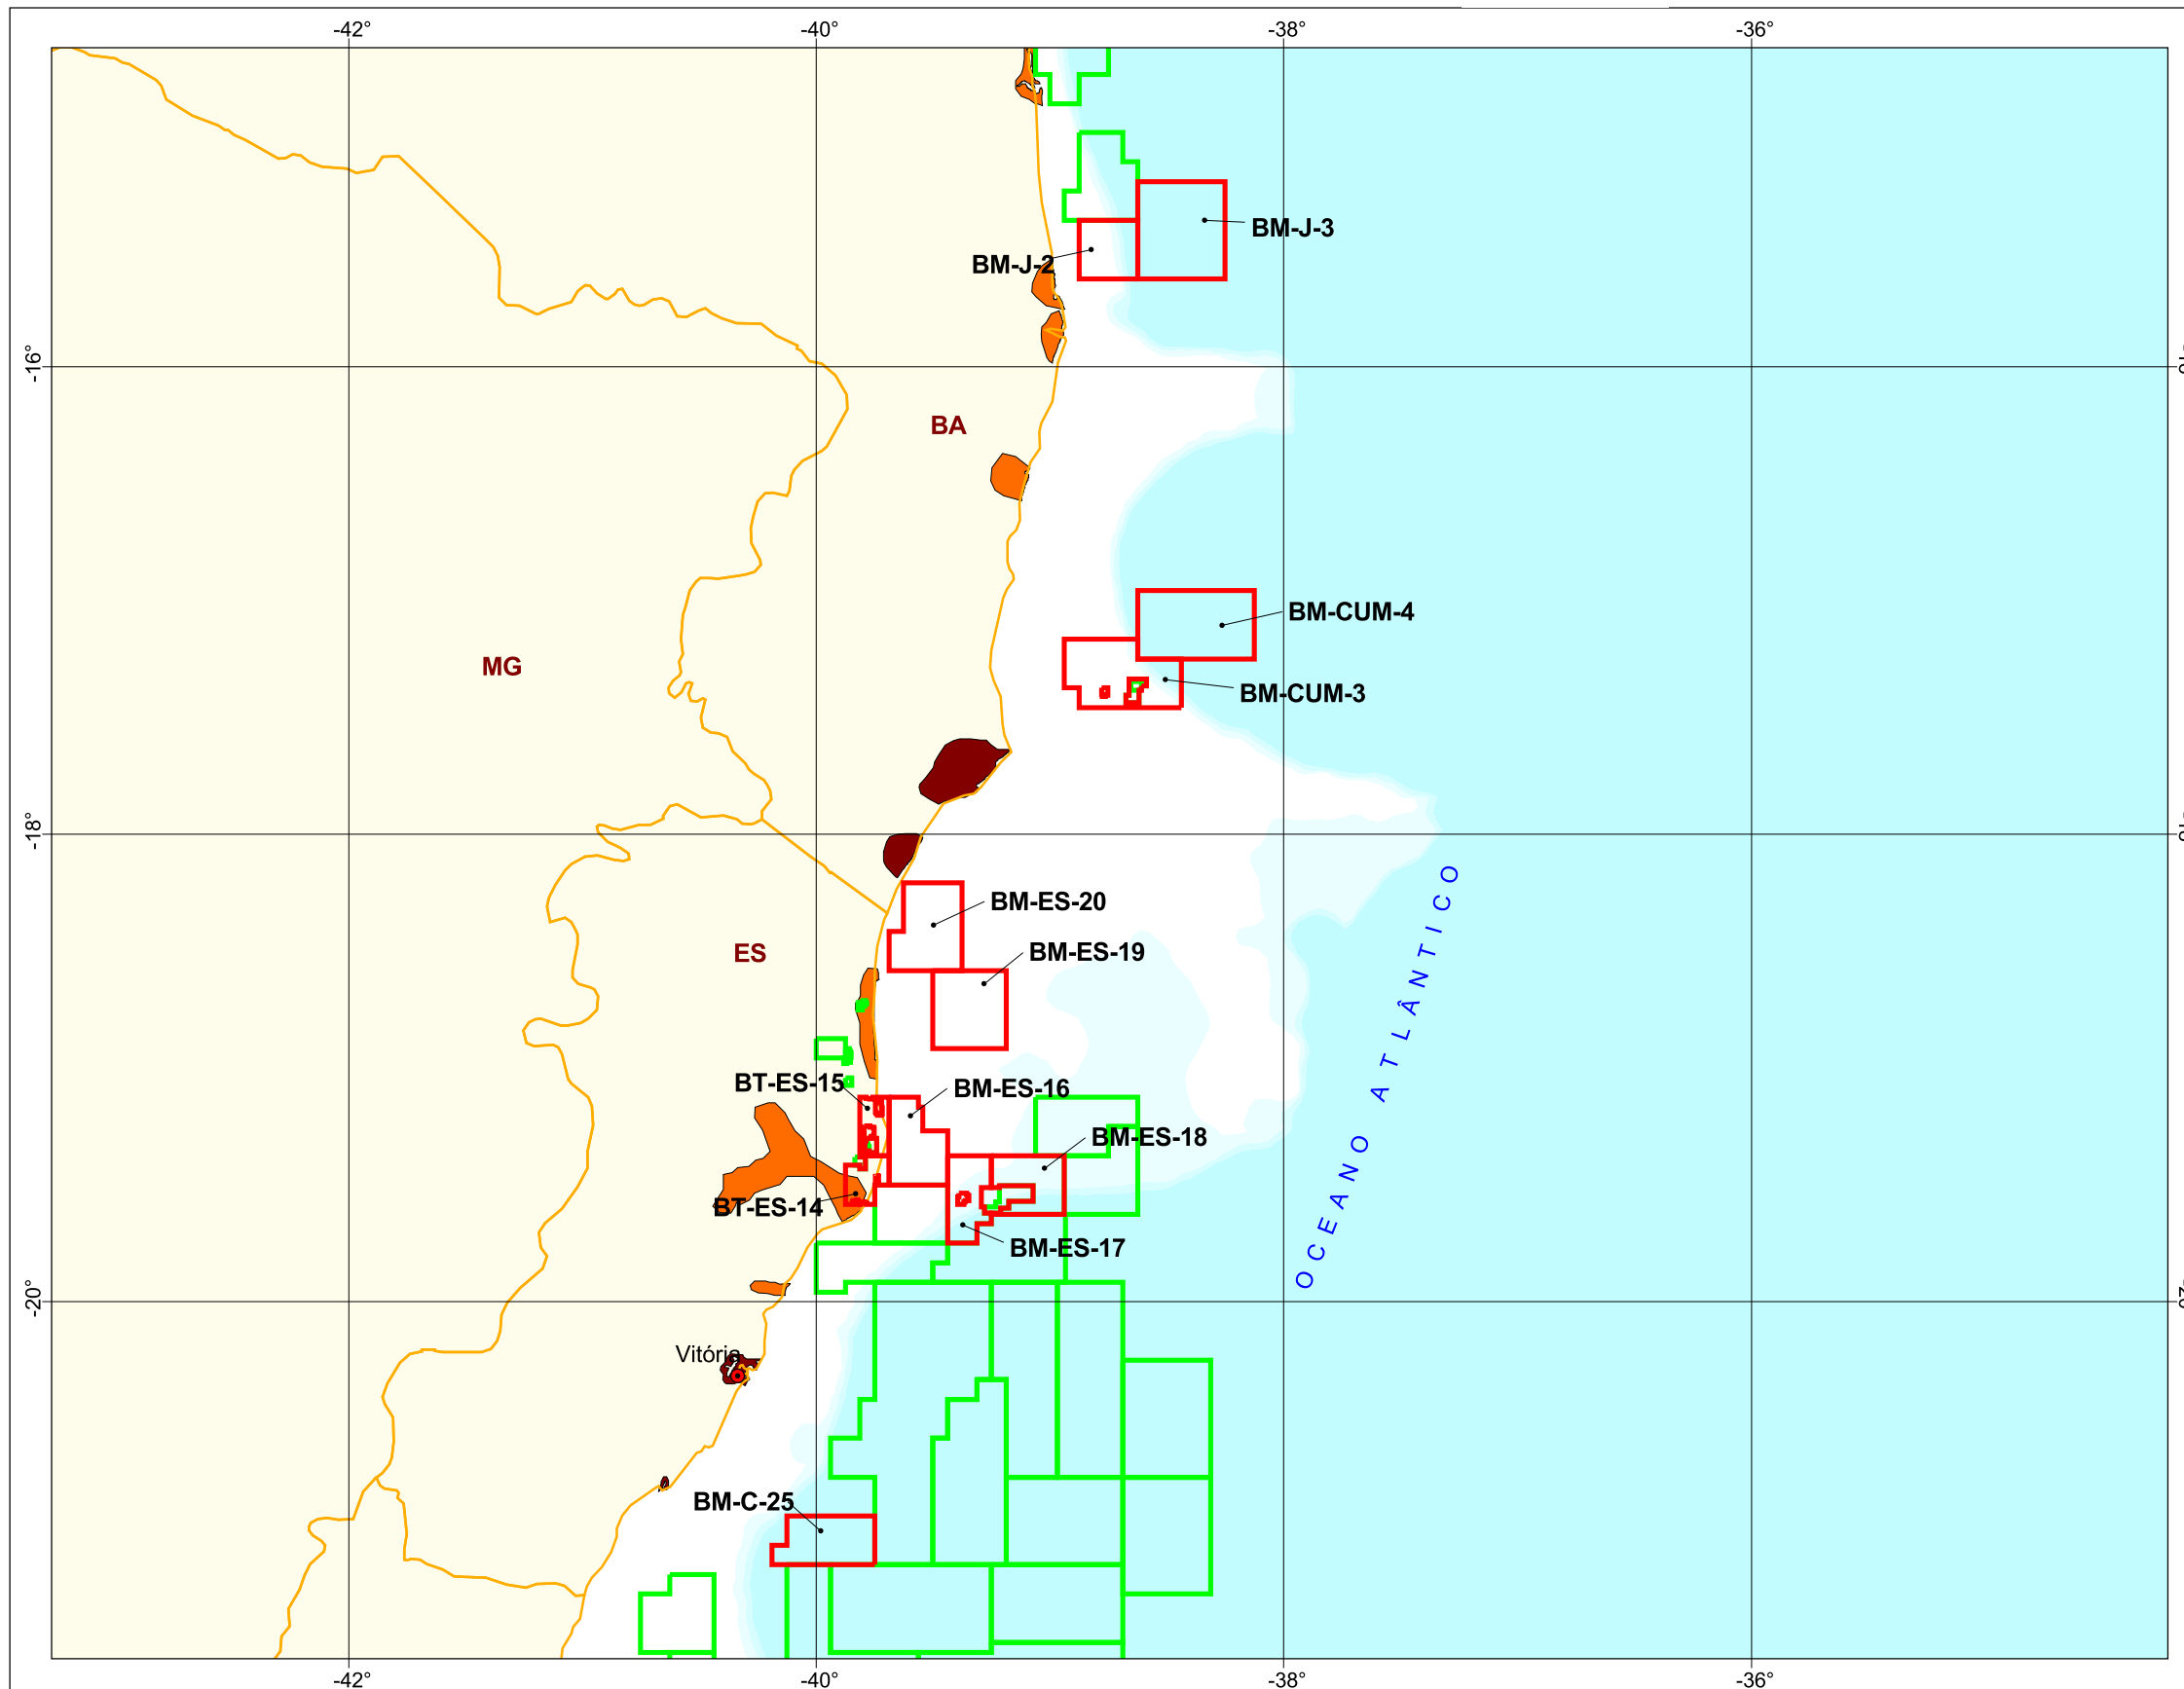 -42° -40° -38° -36°
BM-J-3
BM-J-2
-16°
BA
BM-CUM-4
MG
BM-CUM-3
-18°
BM-ES-20
ES
BM-ES-19
OCEANO ATLÂNTICO
BT-ES-15
BM-ES-16
BM-ES-18
BT-ES-14
BM-ES-17
-20°
Vitória
BM-C-25
-42° -40° -38° -36°